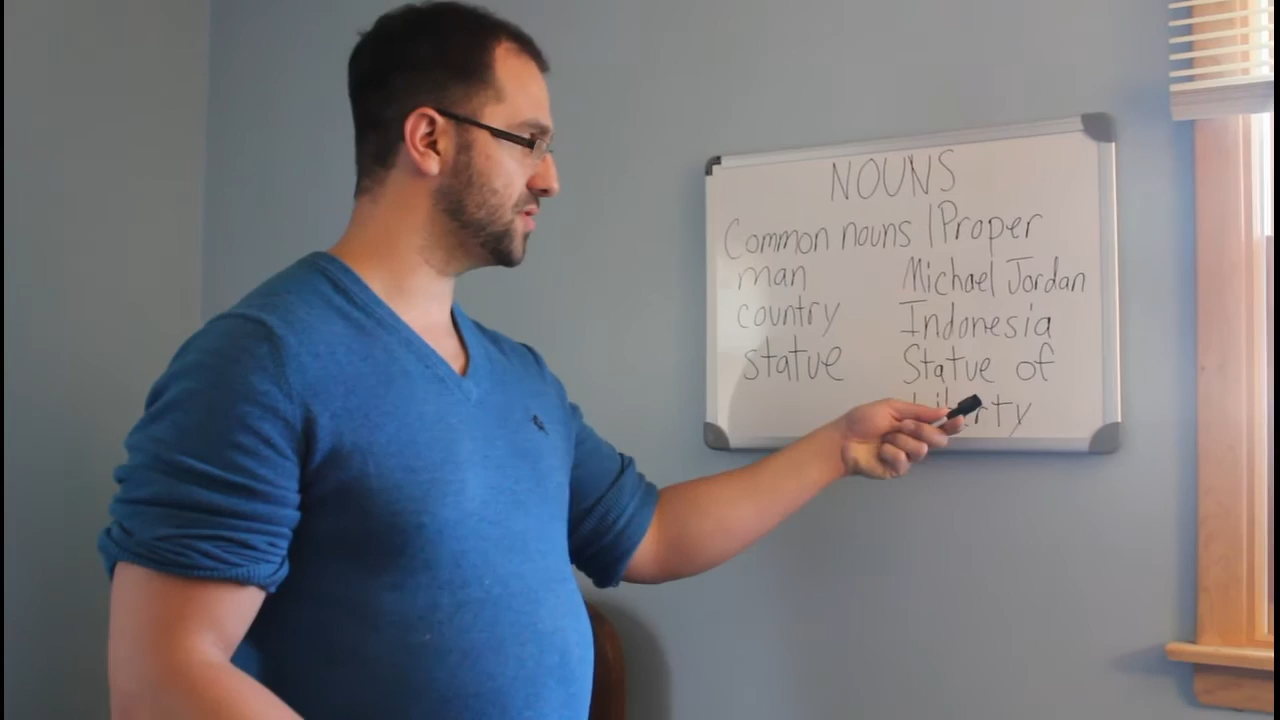 NOUNS
Common nouns | Proper
man Michael Jordan
country Indonesia
statue Statue of
Liberty